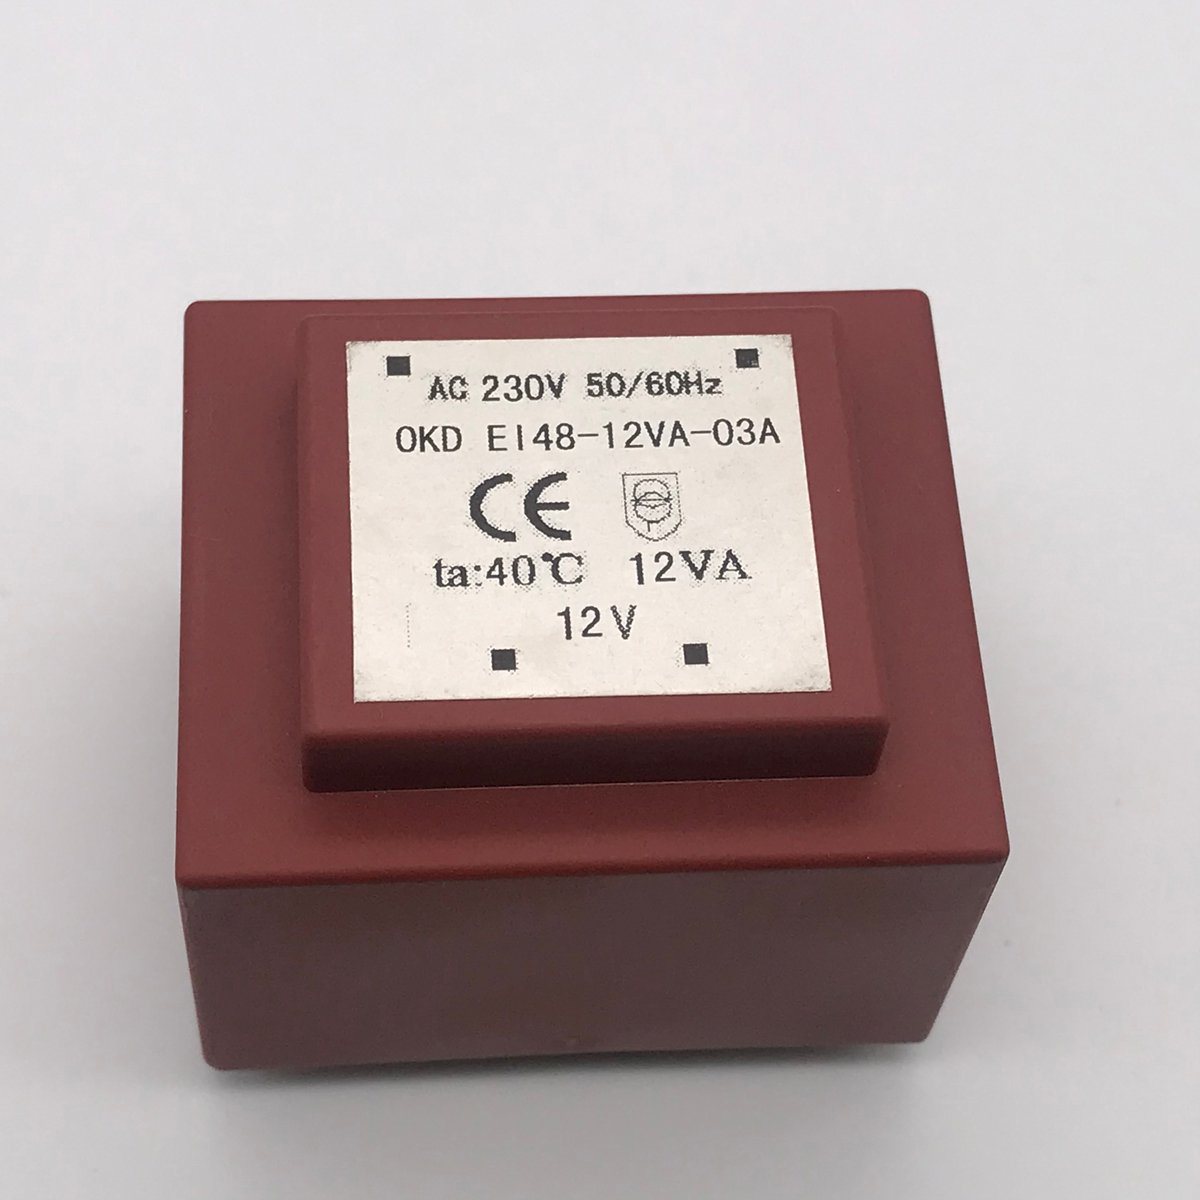 AC 230V 50/60Hz
OKD EI48-12VA-03A
CE
ta:40℃ 12VA
12V